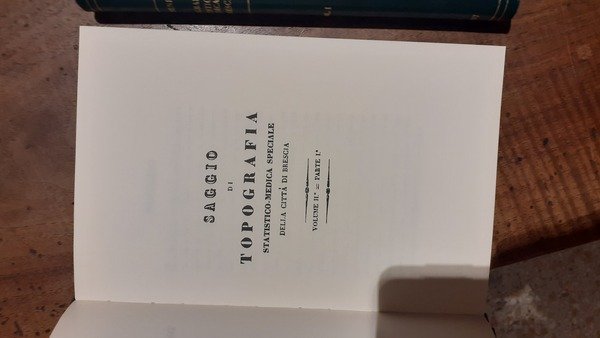 SAGGIO
DI
TOPOGRAFIA
STATISTICO-MEDICA SPECIALE
DELLA CITTÀ DI BRESCIA
VOLUME II.° = PARTE I.ª